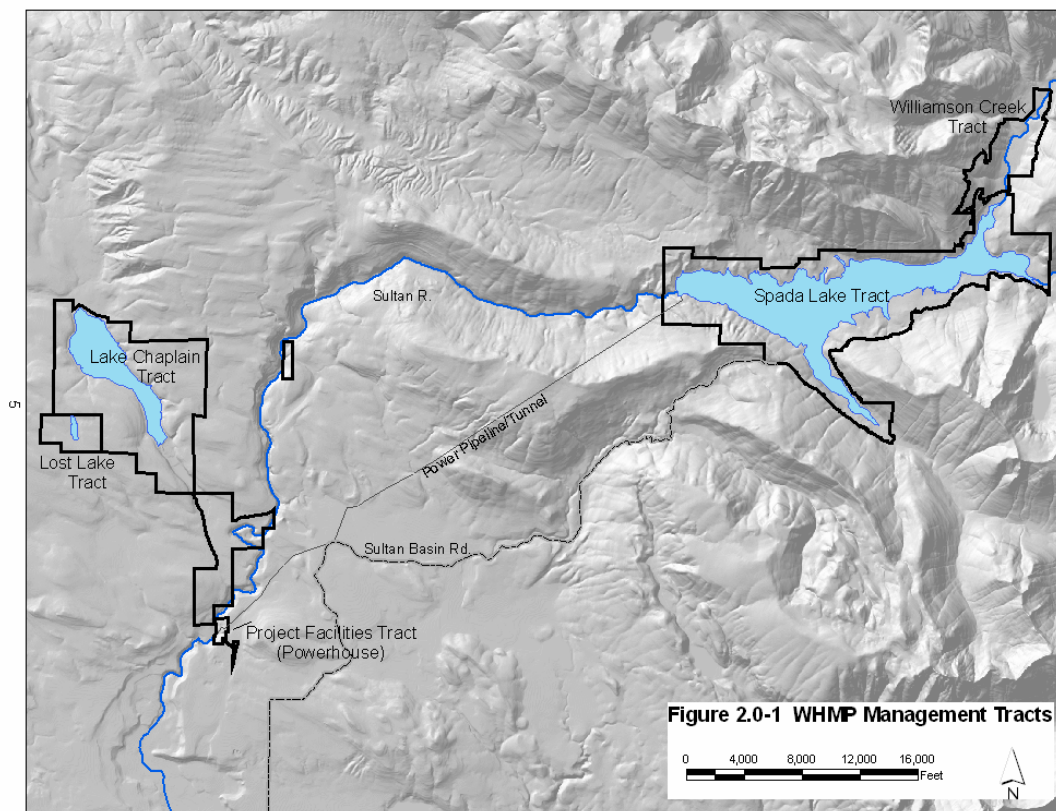 Williamson Creek
Tract
Sultan R.
Spada Lake Tract
Lake Chaplain
Tract
Power Pipeline/Tunnel
5
Lost Lake
Tract
Sultan Basin Rd.
Project Facilities Tract
(Powerhouse)
Figure 2.0-1 WHMP Management Tracts
0 4,000 8,000 12,000 16,000
Feet
N